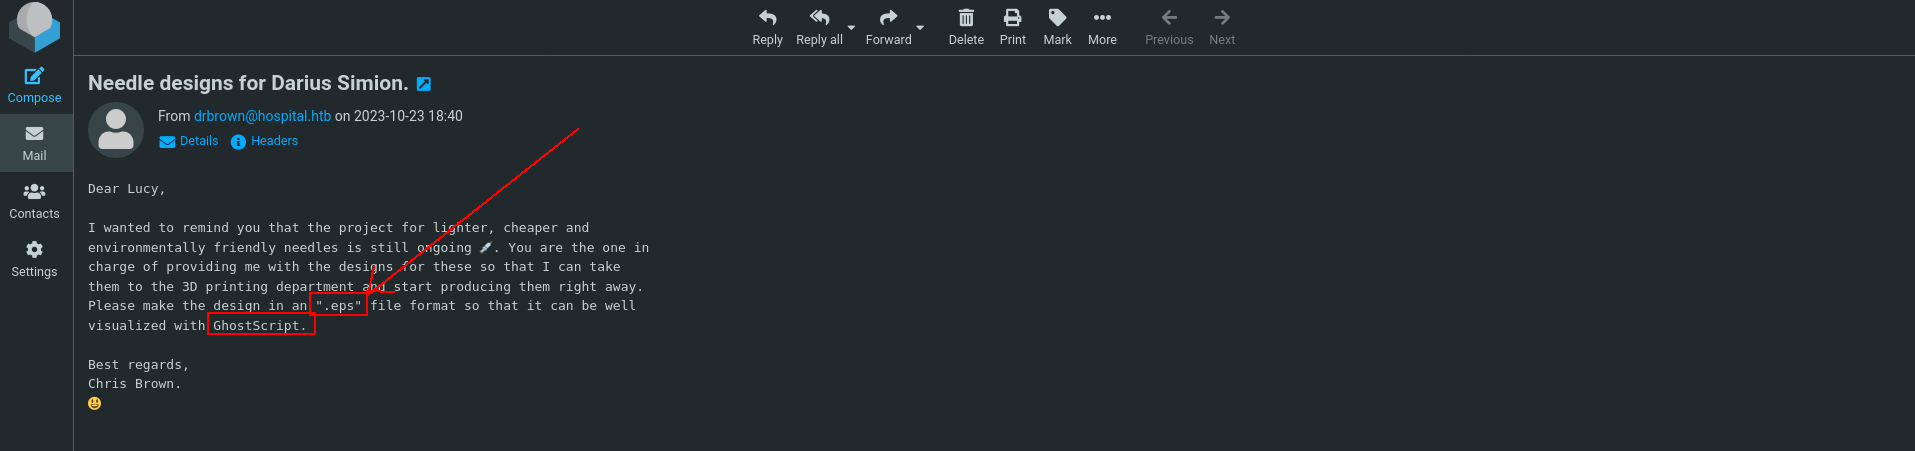 Reply
Reply all
Forward
Delete
Print
Mark
More
Previous
Next
Compose
Mail
Contacts
Settings
Needle designs for Darius Simion.
From drbrown@hospital.htb on 2023-10-23 18:40
Details Headers
Dear Lucy,
I wanted to remind you that the project for lighter, cheaper and
environmentally friendly needles is still ongoing 💉. You are the one in
charge of providing me with the designs for these so that I can take
them to the 3D printing department and start producing them right away.
Please make the design in an ".eps" file format so that it can be well
visualized with GhostScript.
Best regards,
Chris Brown.
😃